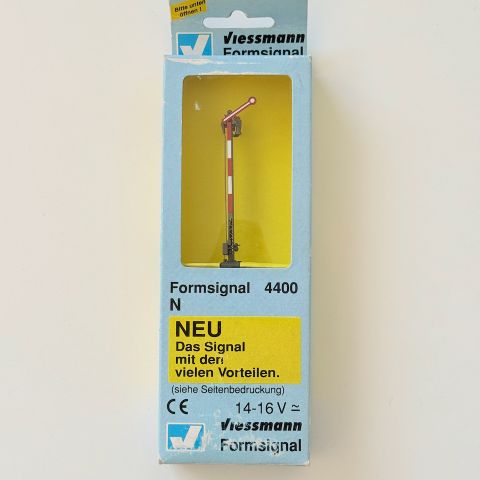 Bitte unten
öffnen !
Viessmann
Formsignal
Formsignal 4400
N
NEU
Das Signal
mit den
vielen Vorteilen.
(siehe Seitenbedruckung)
CE 14-16 V ≃
Viessmann
Formsignal